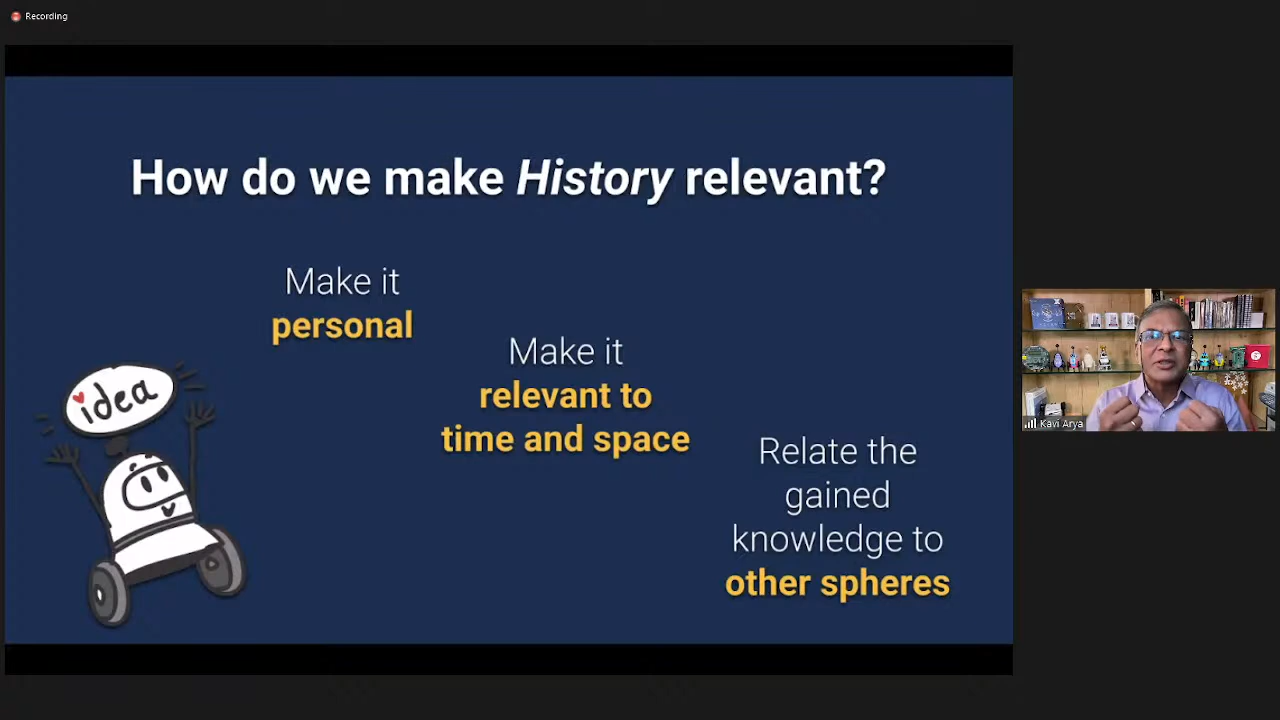 Recording
How do we make History relevant?
Make it
personal
Make it
relevant to
time and space
Relate the
gained
knowledge to
other spheres
idea
Kavi Arya